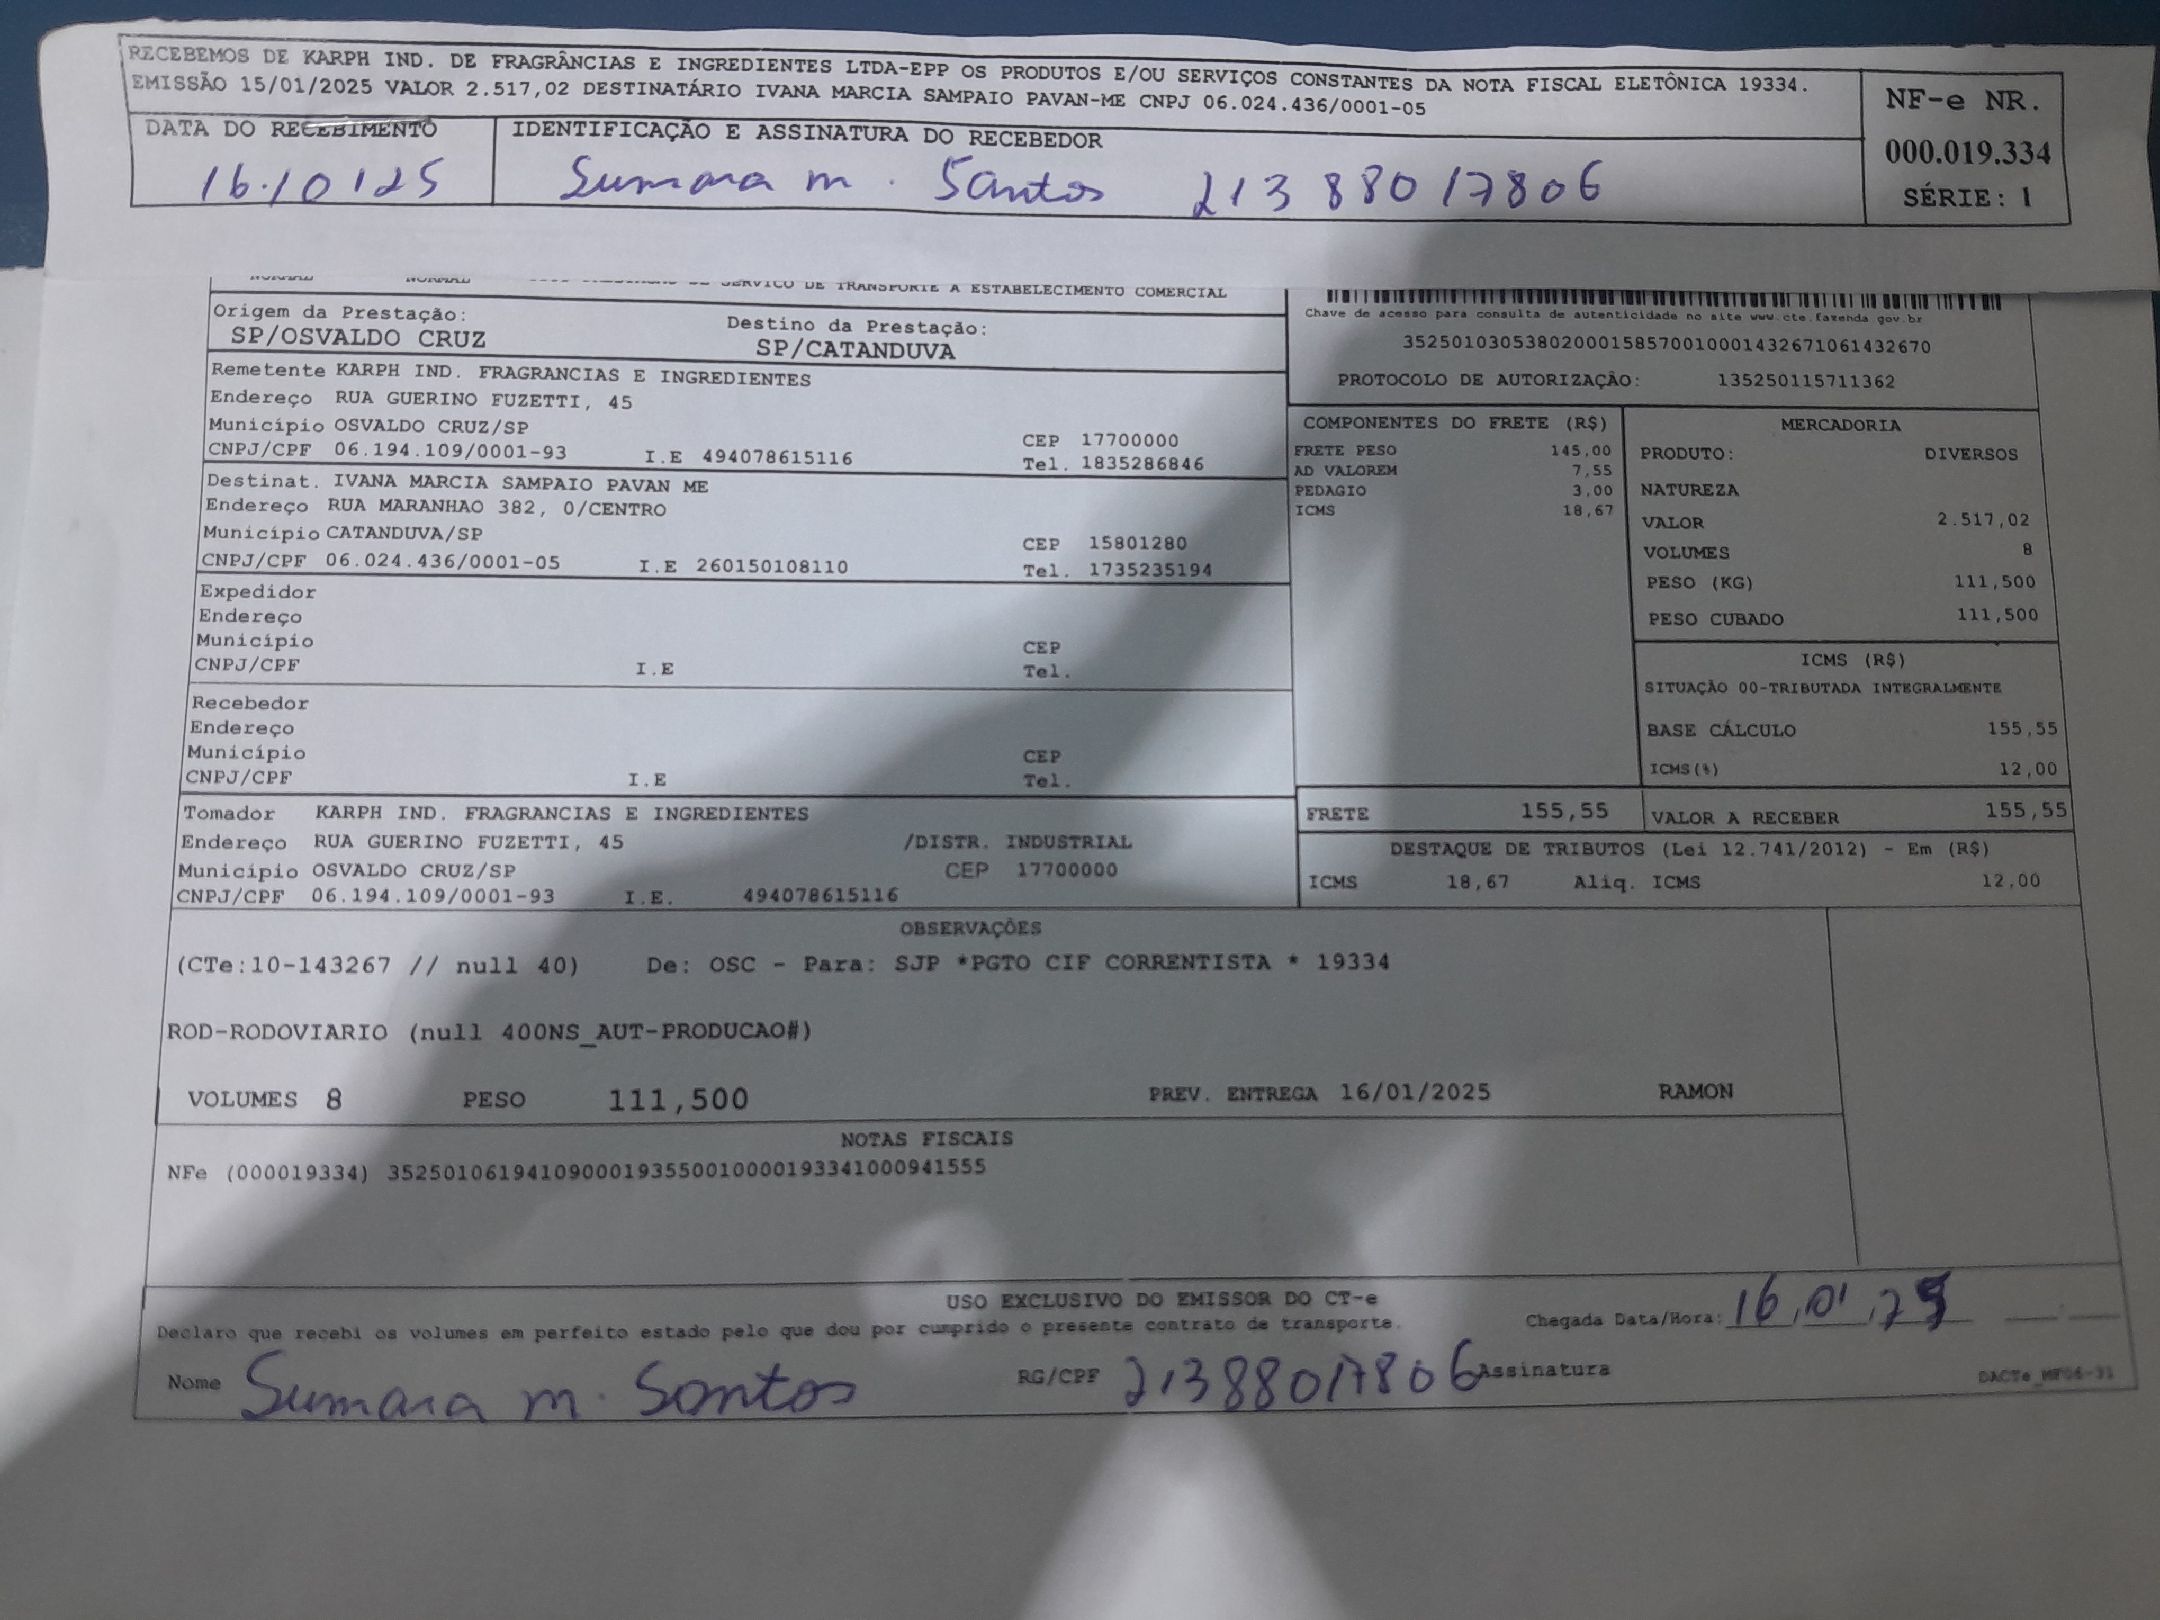 RECEBEMOS DE KARPH IND. DE FRAGRÂNCIAS E INGREDIENTES LTDA-EPP OS PRODUTOS E/OU SERVIÇOS CONSTANTES DA NOTA FISCAL ELETÔNICA 19334.
EMISSÃO 15/01/2025 VALOR 2.517,02 DESTINATÁRIO IVANA MARCIA SAMPAIO PAVAN-ME CNPJ 06.024.436/0001-05
NF-e NR.
000.019.334
SÉRIE: 1
DATA DO RECEBIMENTO
IDENTIFICAÇÃO E ASSINATURA DO RECEBEDOR
Sumara m. Santos 21388017806
SERVICO DE TRANSPORTE A ESTABELECIMENTO COMERCIAL
Origem da Prestação:
SP/OSVALDO CRUZ
Destino da Prestação:
SP/CATANDUVA
Chave de acesso para consulta de autenticidade no site www.cte.fazenda gov.br
35250103053802000158570010001432671061432670
PROTOCOLO DE AUTORIZAÇÃO: 135250115711362
Remetente KARPH IND. FRAGRANCIAS E INGREDIENTES
Endereço RUA GUERINO FUZETTI, 45
Município OSVALDO CRUZ/SP
CEP 17700000
CNPJ/CPF 06.194.109/0001-93 I.E 494078615116 Tel. 1835286846
Destinat. IVANA MARCIA SAMPAIO PAVAN ME
Endereço RUA MARANHAO 382, 0/CENTRO
Município CATANDUVA/SP CEP 15801280
CNPJ/CPF 06.024.436/0001-05 I.E 260150108110 Tel. 1735235194
Expedidor
Endereço
Município CEP
CNPJ/CPF I.E Tel.
Recebedor
Endereço
Município CEP
CNPJ/CPF I.E Tel.
Tomador KARPH IND. FRAGRANCIAS E INGREDIENTES
Endereço RUA GUERINO FUZETTI, 45 /DISTR. INDUSTRIAL
Município OSVALDO CRUZ/SP CEP 17700000
CNPJ/CPF 06.194.109/0001-93 I.E. 494078615116
COMPONENTES DO FRETE (R$)
FRETE PESO 145,00
AD VALOREM 7,55
PEDAGIO 3,00
ICMS 18,67
MERCADORIA
PRODUTO: DIVERSOS
NATUREZA
VALOR 2.517,02
VOLUMES 8
PESO (KG) 111,500
PESO CUBADO 111,500
ICMS (R$)
SITUAÇÃO 00-TRIBUTADA INTEGRALMENTE
BASE CÁLCULO 155,55
ICMS(%) 12,00
FRETE 155,55 VALOR A RECEBER 155,55
DESTAQUE DE TRIBUTOS (Lei 12.741/2012) - Em (R$)
ICMS 18,67 Aliq. ICMS 12,00
OBSERVAÇÕES
(CTe:10-143267 // null 40) De: OSC - Para: SJP *PGTO CIF CORRENTISTA * 19334
ROD-RODOVIARIO (null 400NS_AUT-PRODUCAO#)
VOLUMES 8 PESO 111,500 PREV. ENTREGA 16/01/2025 RAMON
NOTAS FISCAIS
NFe (000019334) 35250106194109000193550010000193341000941555
USO EXCLUSIVO DO EMISSOR DO CT-e
Declaro que recebi os volumes em perfeito estado pelo que dou por cumprido o presente contrato de transporte.
Chegada Data/Hora: 16,01,25
Nome Sumara m. Santos RG/CPF 21388017806 Assinatura